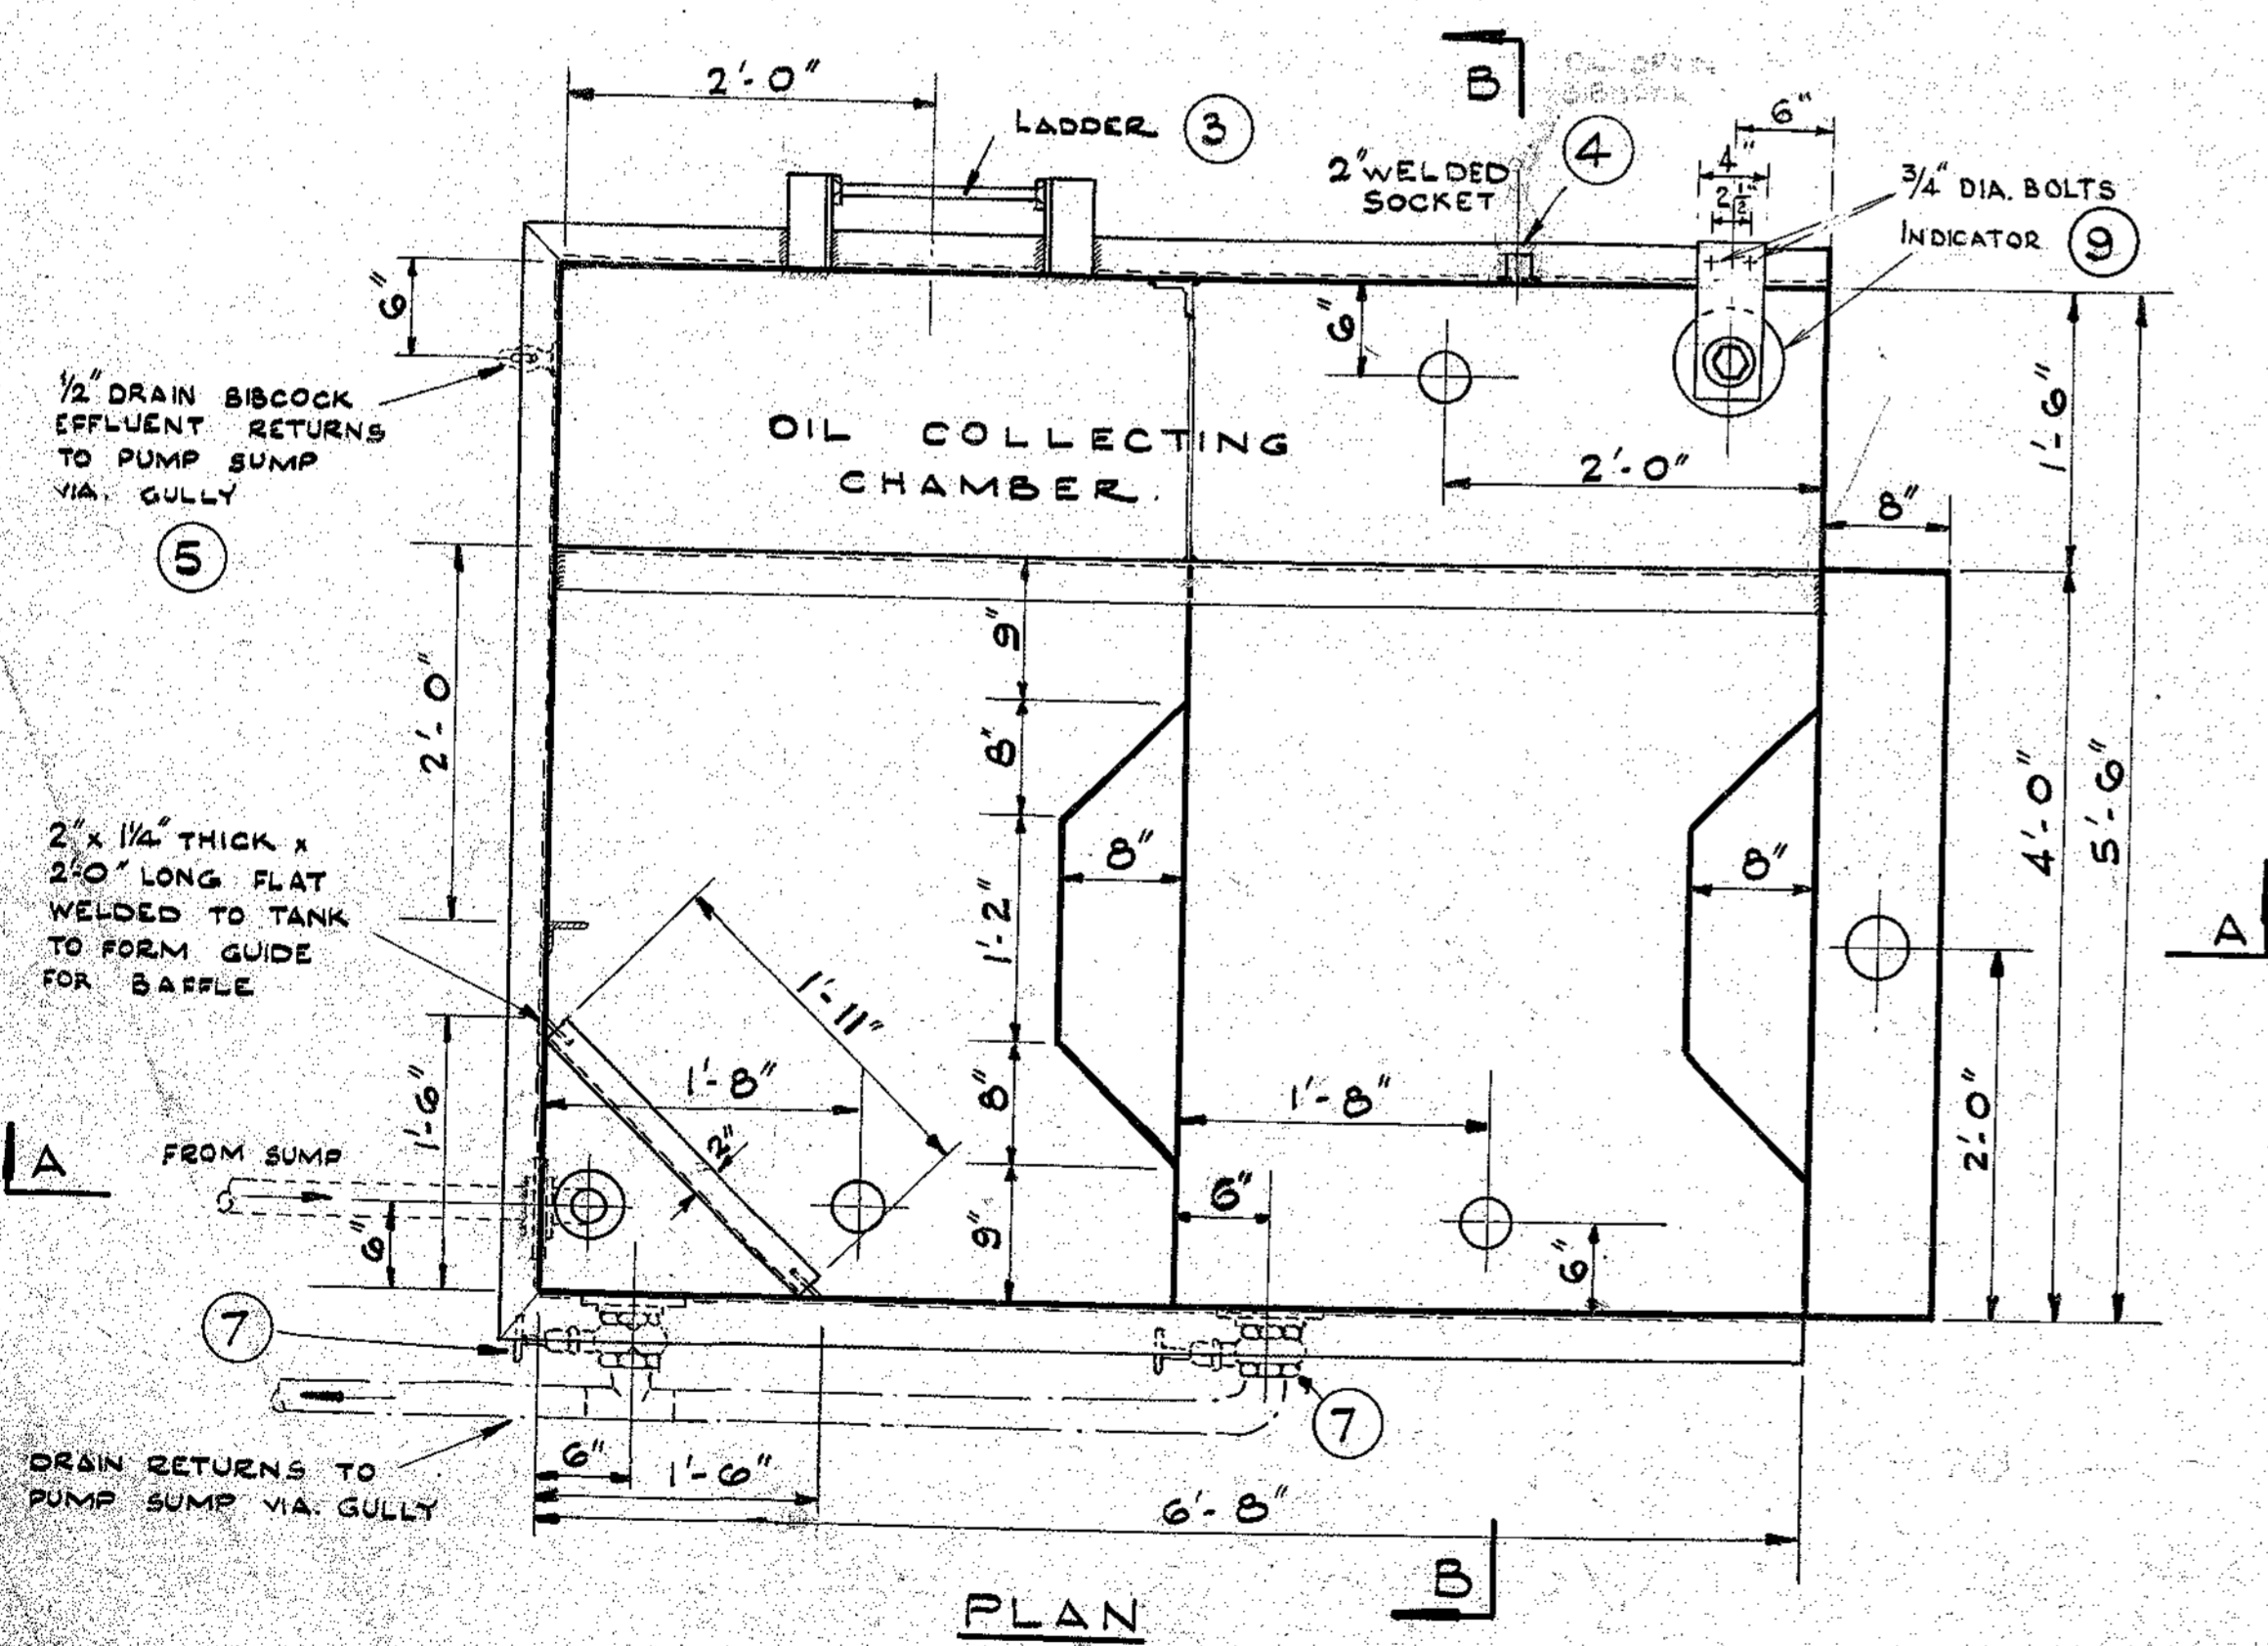 2'-0"
LADDER 3
B
4
6"
2" WELDED
SOCKET
4"
2 1/2"
3/4" DIA. BOLTS
INDICATOR 9
6"
6"
1/2" DRAIN BIBCOCK
EFFLUENT RETURNS
TO PUMP SUMP
VIA. GULLY
5
OIL COLLECTING
CHAMBER.
2'-0"
8"
1'-6"
2'-0"
9"
8"
1'-2"
8"
9"
8"
8"
4'-0"
5'-6"
2'-0"
2" x 1 1/4" THICK x
2'-0" LONG FLAT
WELDED TO TANK
TO FORM GUIDE
FOR BAFFLE
1'-11"
1'-8"
2"
1'-8"
1'-6"
A
A
FROM SUMP
6"
6"
6"
7
7
DRAIN RETURNS TO
PUMP SUMP VIA. GULLY
6"
1'-6"
6'-8"
B
PLAN